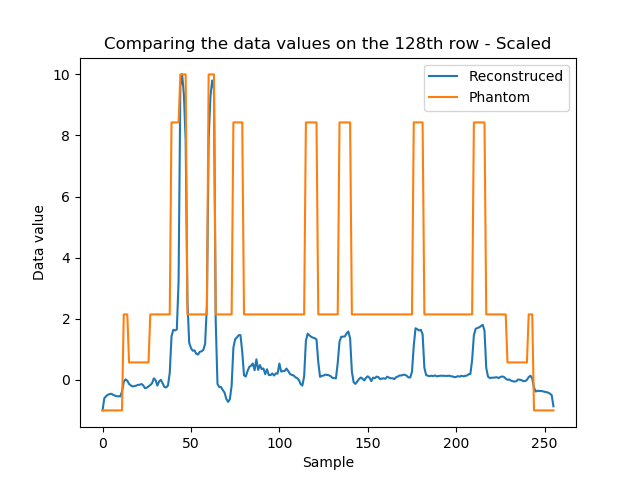 Comparing the data values on the 128th row - Scaled
Reconstruced
Phantom
10
8
6
4
2
0
Data value
0
50
100
150
200
250
Sample